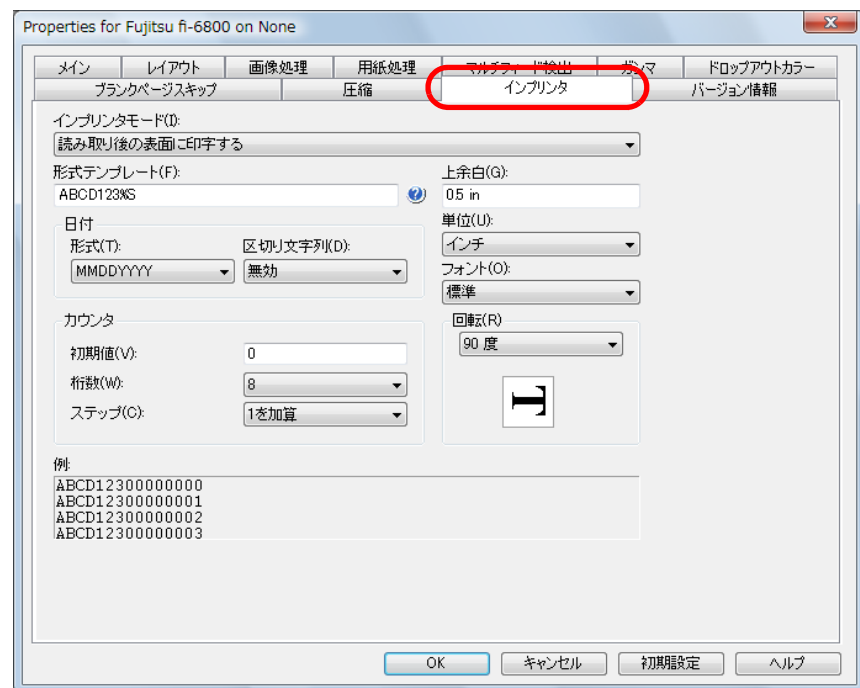 Properties for Fujitsu fi-6800 on None
メイン レイアウト 画像処理 用紙処理 マルチフィード検出 ガンマ ドロップアウトカラー
ブランクページスキップ 圧縮 インプリンタ バージョン情報
インプリンタモード(I):
読み取り後の表面に印字する
形式テンプレート(F): 上余白(G):
ABCD123%S 0.5 in
日付 単位(U):
形式(T): 区切り文字列(D): インチ
MMDDYYYY 無効 フォント(O):
標準
カウンタ 回転(R)
初期値(V): 0 90 度
桁数(W): 8
ステップ(C): 1を加算
例:
ABCD12300000000
ABCD12300000001
ABCD12300000002
ABCD12300000003
OK キャンセル 初期設定 ヘルプ